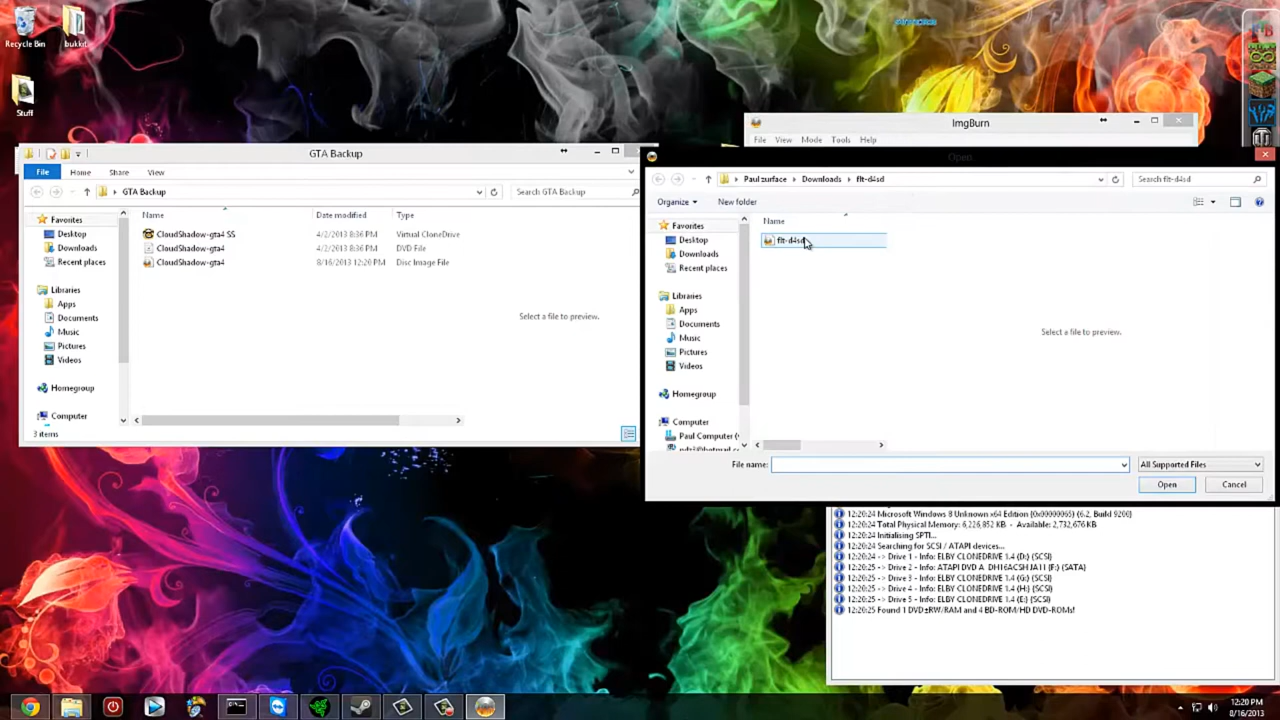 Recycle Bin
bukkit
Stuff
GTA Backup
File
Home
Share
View
GTA Backup
Search GTA Backup
Favorites
Desktop
Downloads
Recent places
Libraries
Apps
Documents
Music
Pictures
Videos
Homegroup
Computer
Name
Date modified
Type
CloudShadow-gta4 SS
4/2/2013 8:36 PM
Virtual CloneDrive
CloudShadow-gta4
4/2/2013 8:36 PM
DVD File
CloudShadow-gta4
8/16/2013 12:20 PM
Disc Image File
Select a file to preview.
3 items
ImgBurn
File
View
Mode
Tools
Help
Open
Paul zurface
Downloads
flt-d4sd
Search flt-d4sd
Organize
New folder
Favorites
Desktop
Downloads
Recent places
Libraries
Apps
Documents
Music
Pictures
Videos
Homegroup
Computer
Paul Computer (
Name
flt-d4sd
Select a file to preview.
File name:
All Supported Files
Open
Cancel
12:20:24 Microsoft Windows 8 Unknown x64 Edition (0x00000065) (6.2, Build 9200)
12:20:24 Total Physical Memory: 6,226,852 KB - Available: 2,732,676 KB
12:20:24 Initialising SPTI...
12:20:24 Searching for SCSI / ATAPI devices...
12:20:24 -> Drive 1 - Info: ELBY CLONEDRIVE 1.4 (D:) (SCSI)
12:20:25 -> Drive 2 - Info: ATAPI DVD A DH16ACSH JA11 (F:) (SATA)
12:20:25 -> Drive 3 - Info: ELBY CLONEDRIVE 1.4 (G:) (SCSI)
12:20:25 -> Drive 4 - Info: ELBY CLONEDRIVE 1.4 (H:) (SCSI)
12:20:25 -> Drive 5 - Info: ELBY CLONEDRIVE 1.4 (E:) (SCSI)
12:20:25 Found 1 DVD±RW/RAM and 4 BD-ROM/HD DVD-ROMs!
12:20 PM
8/16/2013